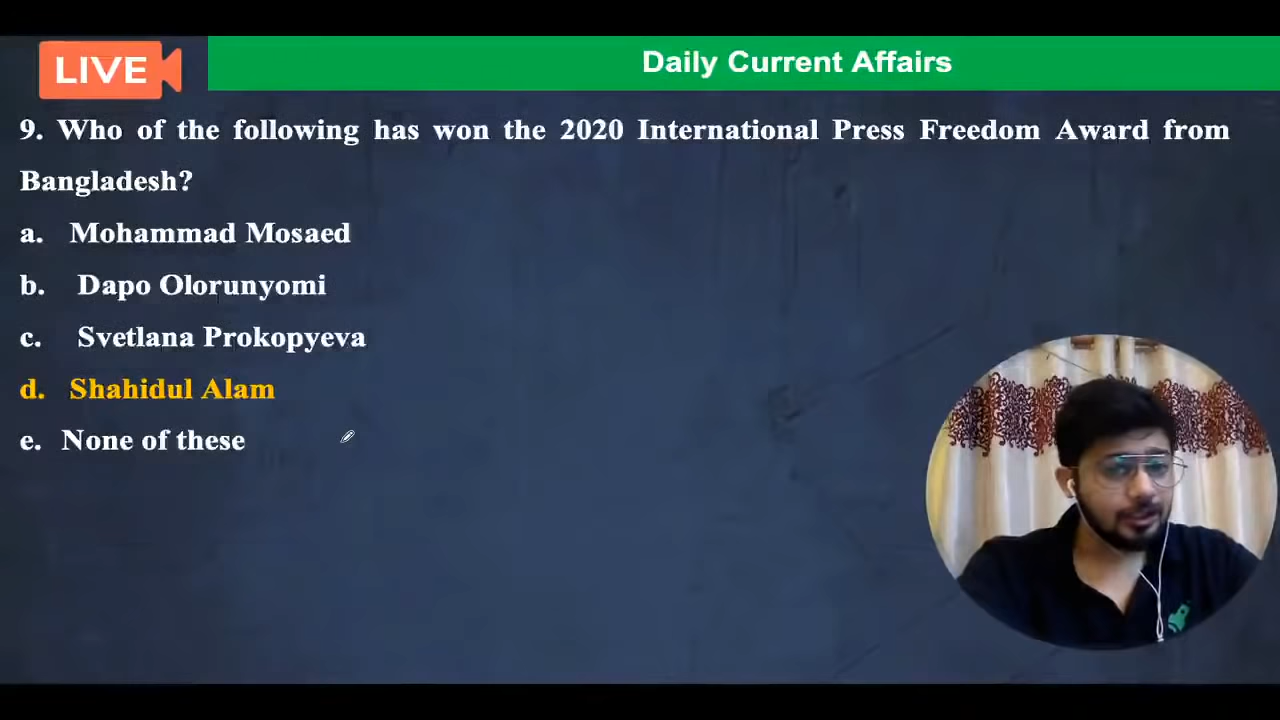 LIVE
Daily Current Affairs
9. Who of the following has won the 2020 International Press Freedom Award from
Bangladesh?
a. Mohammad Mosaed
b. Dapo Olorunyomi
c. Svetlana Prokopyeva
d. Shahidul Alam
e. None of these